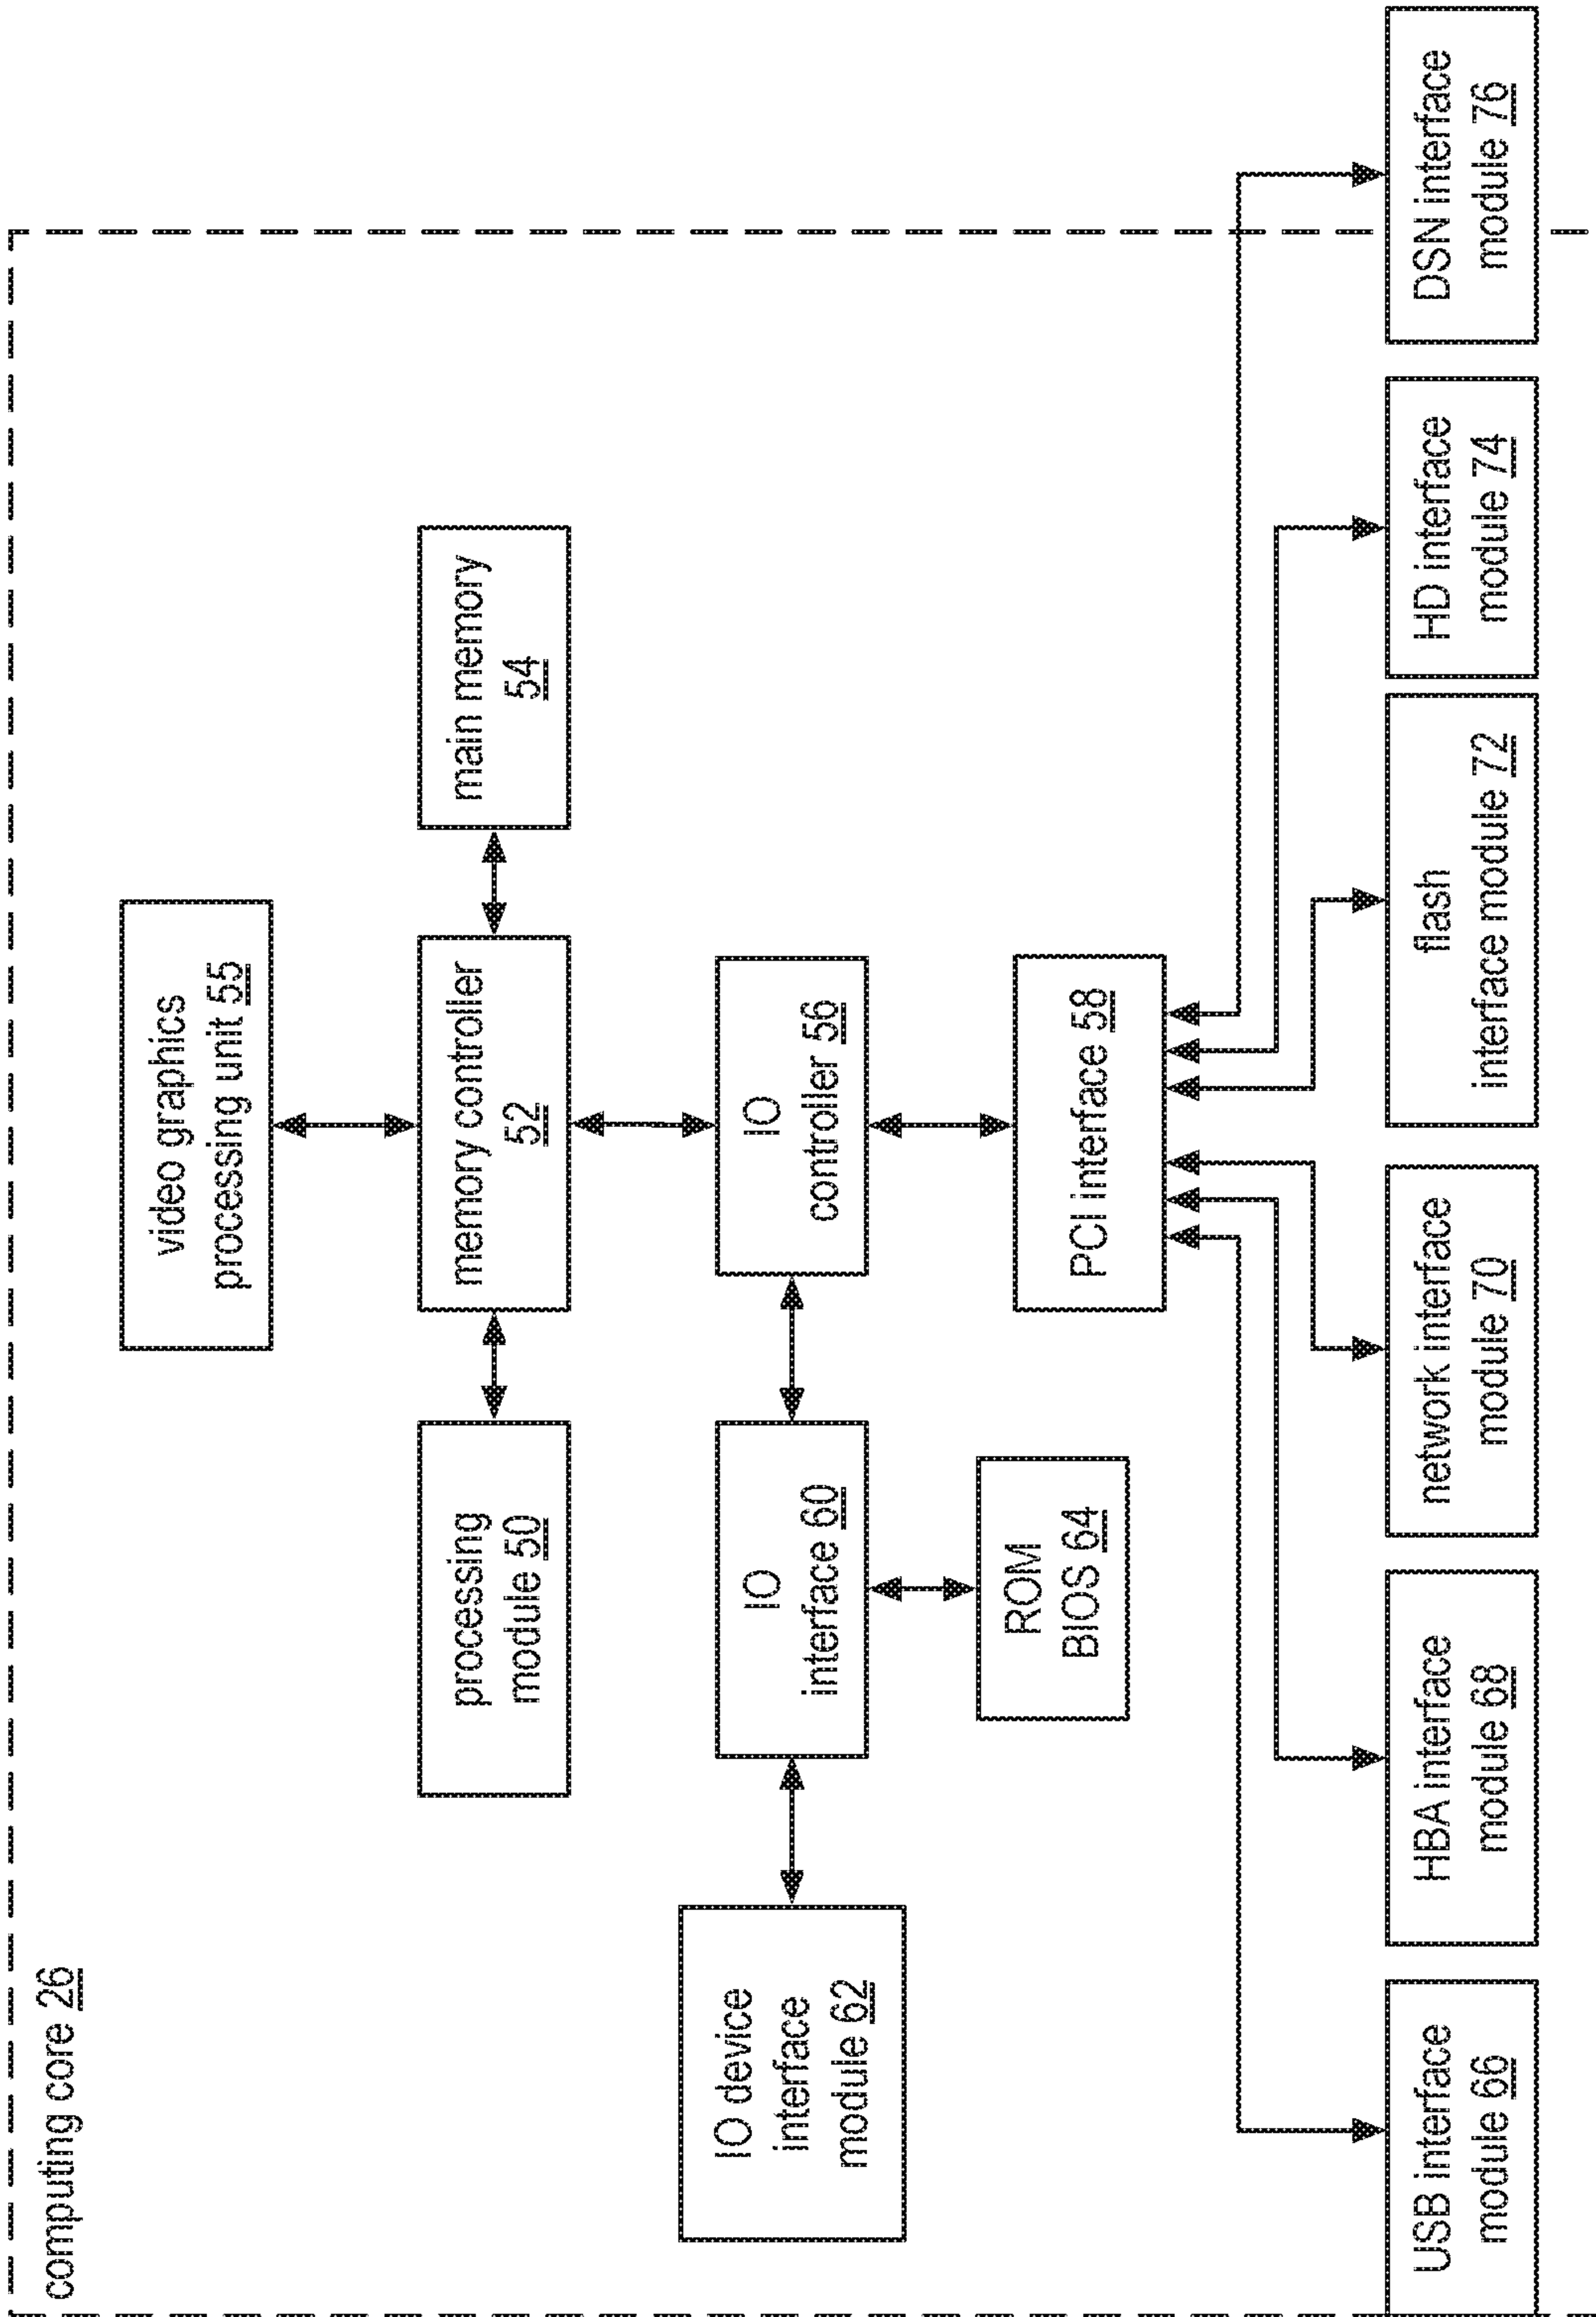 computing core 26
video graphics
processing unit 55
processing
module 50
memory controller
52
main memory
54
IO device
interface
module 62
IO
interface 60
IO
controller 56
ROM
BIOS 64
PCI interface 58
USB interface
module 66
HBA interface
module 68
network interface
module 70
flash
interface module 72
HD interface
module 74
DSN interface
module 76